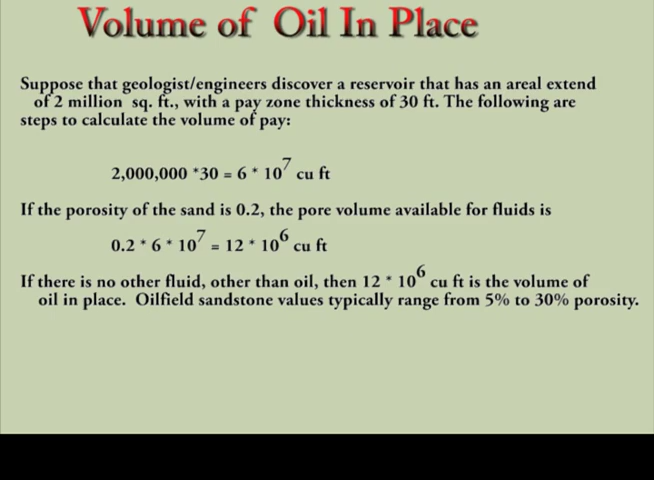 Volume of Oil In Place
Suppose that geologist/engineers discover a reservoir that has an areal extend
of 2 million sq. ft., with a pay zone thickness of 30 ft. The following are
steps to calculate the volume of pay:
2,000,000 *30 = 6 * 10^7 cu ft
If the porosity of the sand is 0.2, the pore volume available for fluids is
0.2 * 6 * 10^7 = 12 * 10^6 cu ft
If there is no other fluid, other than oil, then 12 * 10^6 cu ft is the volume of
oil in place. Oilfield sandstone values typically range from 5% to 30% porosity.